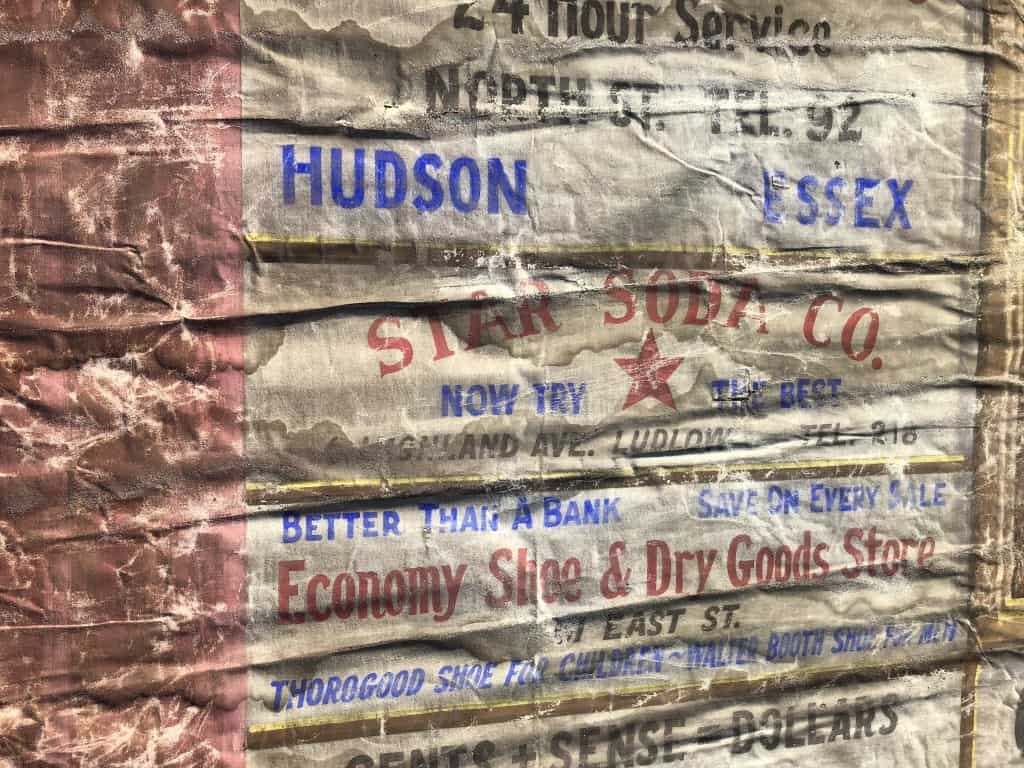 24 Hour Service
NORTH ST. TEL. 92
HUDSON ESSEX
STAR SODA CO.
NOW TRY THE BEST
HIGHLAND AVE. LUDLOW TEL. 216
BETTER THAN A BANK SAVE ON EVERY SALE
Economy Shoe & Dry Goods Store
EAST ST.
THOROGOOD SHOE FOR CHILDREN ~ WALTER BOOTH SHOE FOR MEN
CENTS + SENSE = DOLLARS